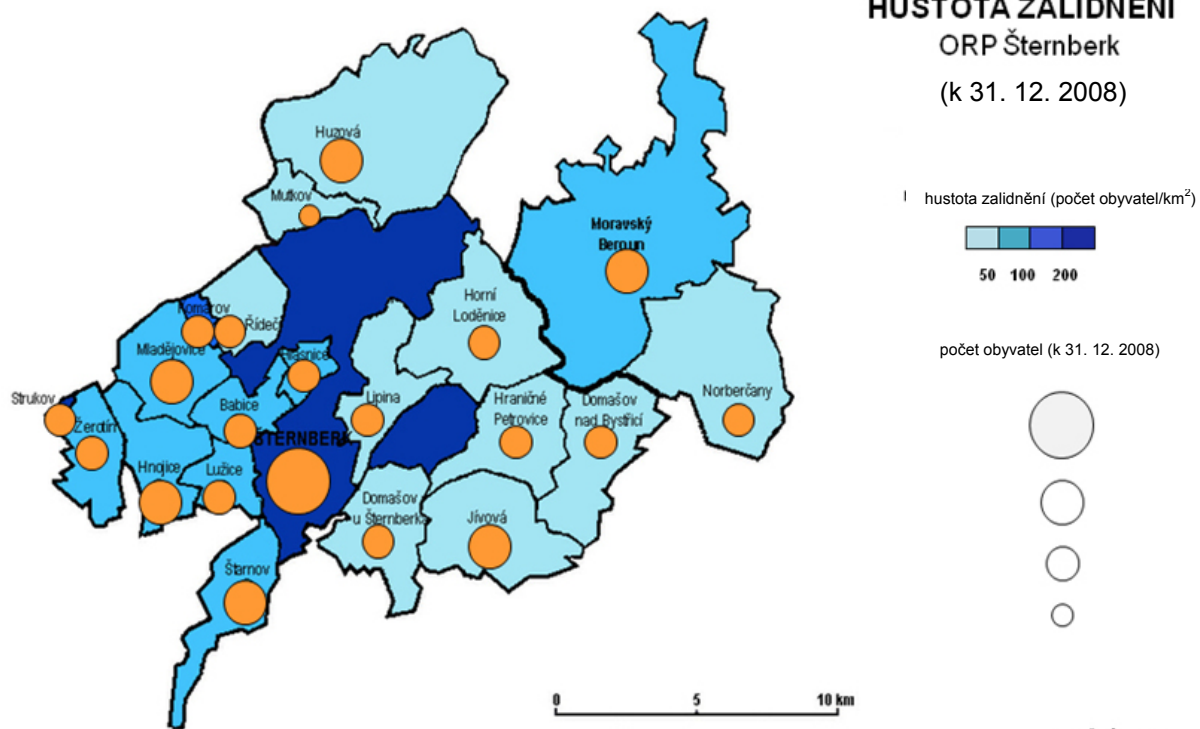 HUSTOTA ZALIDNĚNÍ
ORP Šternberk
(k 31. 12. 2008)
hustota zalidnění (počet obyvatel/km²)
50 100 200
počet obyvatel (k 31. 12. 2008)
Huzová
Mutkov
Moravský
Beroun
Horní
Loděnice
Komárov
Řídeč
Mladějovice
Hlásnice
Strukov
Žerotín
Babice
Lipina
Hraničné
Petrovice
Domašov
nad Bystřicí
Norberčany
ŠTERNBERK
Hnojice
Lužice
Domašov
u Šternberka
Jívová
Štarnov
0 5 10 km